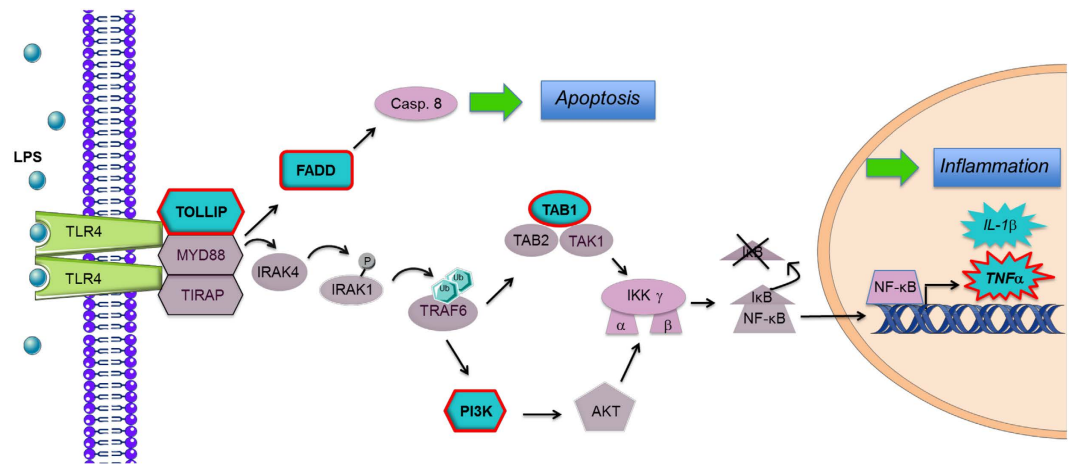 LPS
TLR4
TLR4
TOLLIP
MYD88
TIRAP
FADD
Casp. 8
Apoptosis
IRAK4
P
IRAK1
Ub
Ub
TRAF6
TAB1
TAB2
TAK1
PI3K
AKT
IKK γ
α
β
IκB
IκB
NF-κB
Inflammation
IL-1β
TNFα
NF-κB